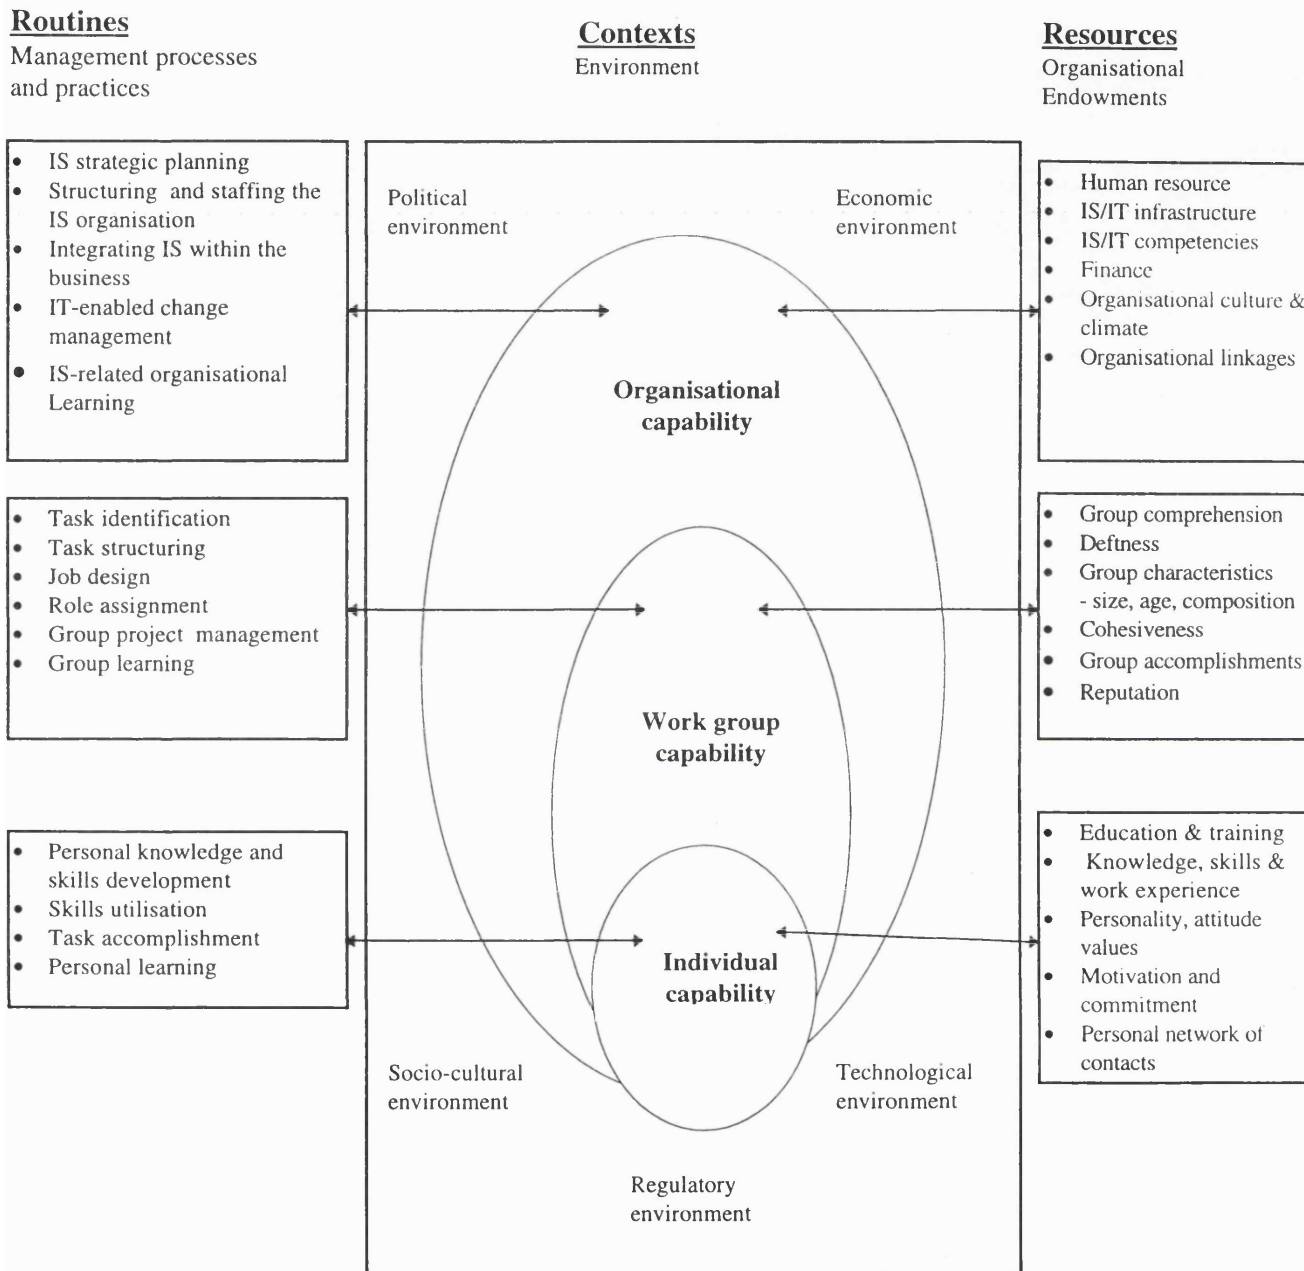 Routines
Management processes
and practices
Contexts
Environment
Resources
Organisational
Endowments
• IS strategic planning
• Structuring and staffing the
IS organisation
• Integrating IS within the
business
• IT-enabled change
management
• IS-related organisational
Learning
Political
environment
Economic
environment
Organisational
capability
• Human resource
• IS/IT infrastructure
• IS/IT competencies
• Finance
• Organisational culture &
climate
• Organisational linkages
• Task identification
• Task structuring
• Job design
• Role assignment
• Group project management
• Group learning
Work group
capability
• Group comprehension
• Deftness
• Group characteristics
- size, age, composition
• Cohesiveness
• Group accomplishments
• Reputation
• Personal knowledge and
skills development
• Skills utilisation
• Task accomplishment
• Personal learning
Individual
capability
• Education & training
• Knowledge, skills &
work experience
• Personality, attitude
values
• Motivation and
commitment
• Personal network of
contacts
Socio-cultural
environment
Technological
environment
Regulatory
environment